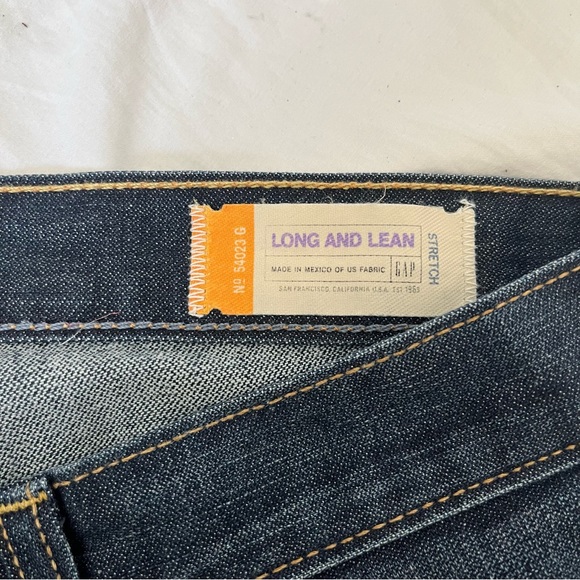 Nº 54023 G
LONG AND LEAN
MADE IN MEXICO OF US FABRIC
GAP
SAN FRANCISCO, CALIFORNIA U.S.A. EST 1969
STRETCH